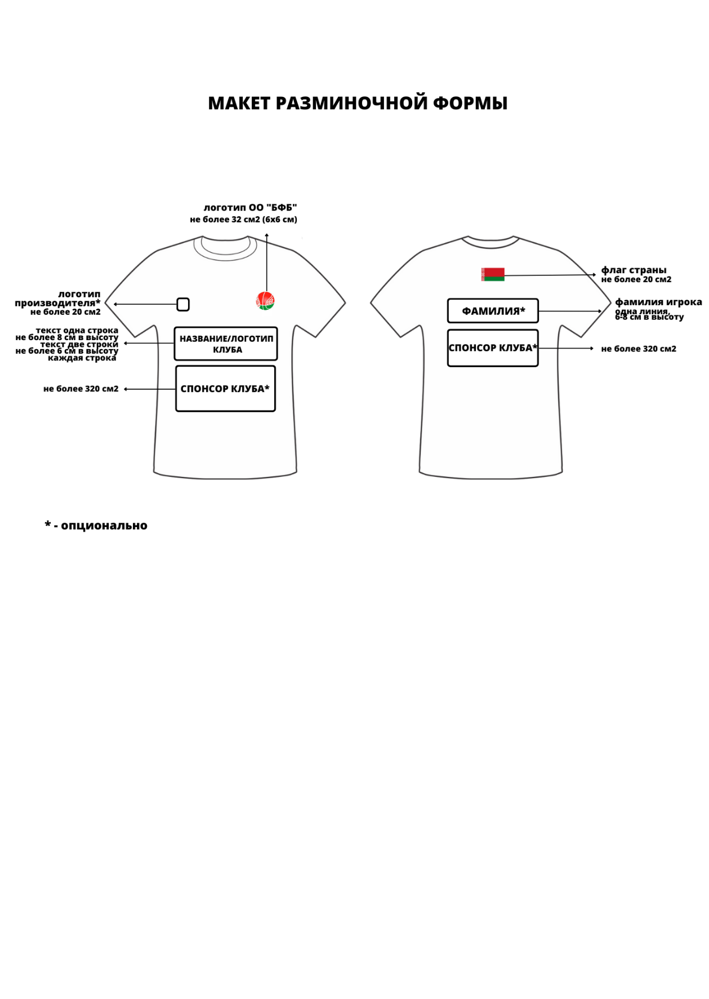 МАКЕТ РАЗМИНОЧНОЙ ФОРМЫ
логотип ОО "БФБ"
не более 32 см2 (6х6 см)
логотип
производителя*
не более 20 см2
текст одна строка
не более 8 см в высоту
текст две строки
не более 6 см в высоту
каждая строка
НАЗВАНИЕ/ЛОГОТИП
КЛУБА
не более 320 см2
СПОНСОР КЛУБА*
флаг страны
не более 20 см2
ФАМИЛИЯ*
фамилия игрока
одна линия,
6-8 см в высоту
СПОНСОР КЛУБА*
не более 320 см2
* - опционально